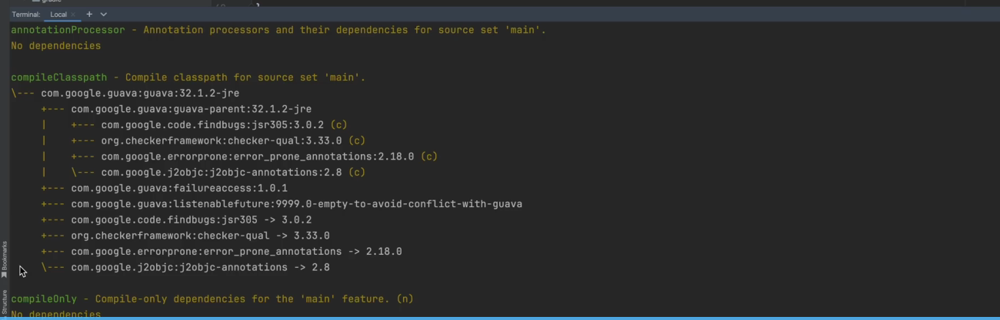 gradle
Terminal: Local × +
annotationProcessor - Annotation processors and their dependencies for source set 'main'.
No dependencies
compileClasspath - Compile classpath for source set 'main'.
\--- com.google.guava:guava:32.1.2-jre
     +--- com.google.guava:guava-parent:32.1.2-jre
     |    +--- com.google.code.findbugs:jsr305:3.0.2 (c)
     |    +--- org.checkerframework:checker-qual:3.33.0 (c)
     |    +--- com.google.errorprone:error_prone_annotations:2.18.0 (c)
     |    \--- com.google.j2objc:j2objc-annotations:2.8 (c)
     +--- com.google.guava:failureaccess:1.0.1
     +--- com.google.guava:listenablefuture:9999.0-empty-to-avoid-conflict-with-guava
     +--- com.google.code.findbugs:jsr305 -> 3.0.2
     +--- org.checkerframework:checker-qual -> 3.33.0
     +--- com.google.errorprone:error_prone_annotations -> 2.18.0
     \--- com.google.j2objc:j2objc-annotations -> 2.8
compileOnly - Compile-only dependencies for the 'main' feature. (n)
No dependencies
Bookmarks
Structure